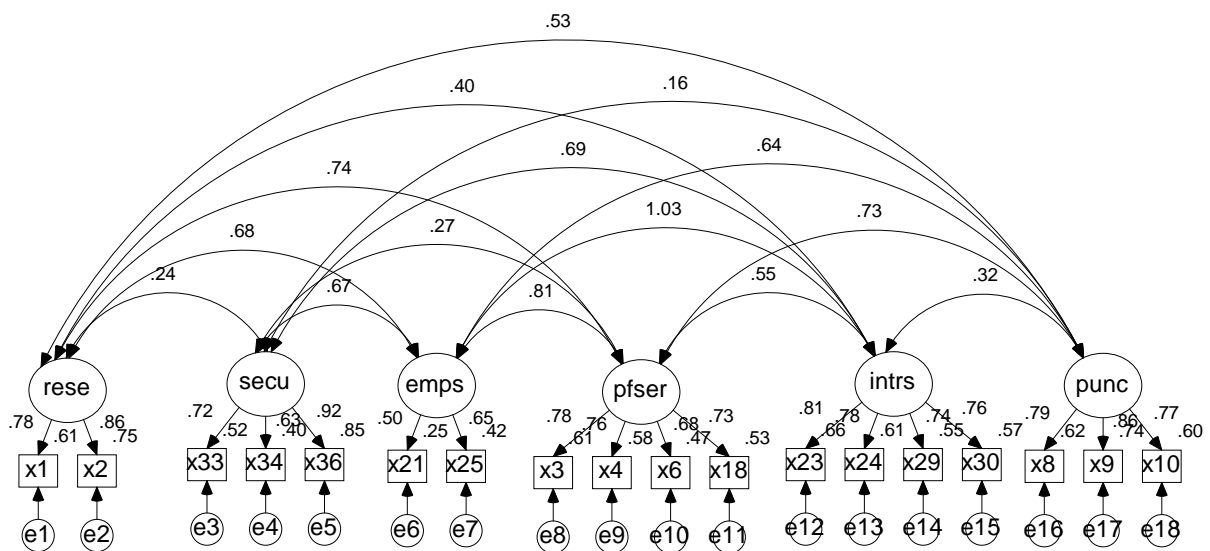 .53
.40 .16
.74 .69 .64
.68 .27 1.03 .73
.24 .67 .81 .55 .32
rese secu emps pfser intrs punc
.78 .86 .72 .63 .92 .50 .65 .78 .76 .68 .73 .81 .78 .74 .76 .79 .86 .77
.61 .75 .52 .40 .85 .25 .42 .61 .58 .47 .53 .66 .61 .55 .57 .62 .74 .60
x1 x2 x33 x34 x36 x21 x25 x3 x4 x6 x18 x23 x24 x29 x30 x8 x9 x10
e1 e2 e3 e4 e5 e6 e7 e8 e9 e10 e11 e12 e13 e14 e15 e16 e17 e18